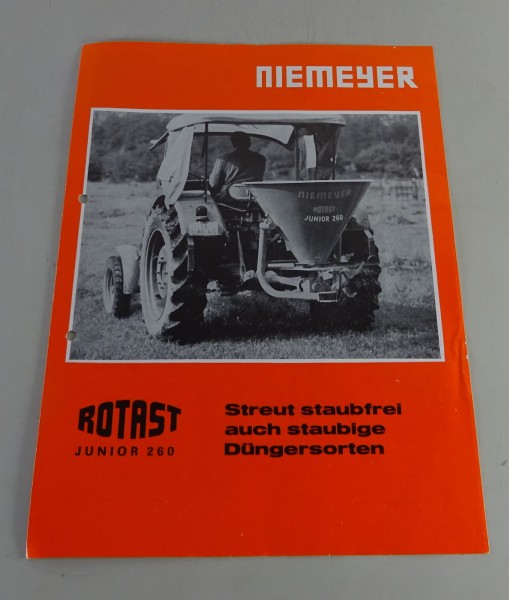 NIEMEYER
NIEMEYER
ROTAST
JUNIOR 260
ROTAST
JUNIOR 260
Streut staubfrei
auch staubige
Düngersorten